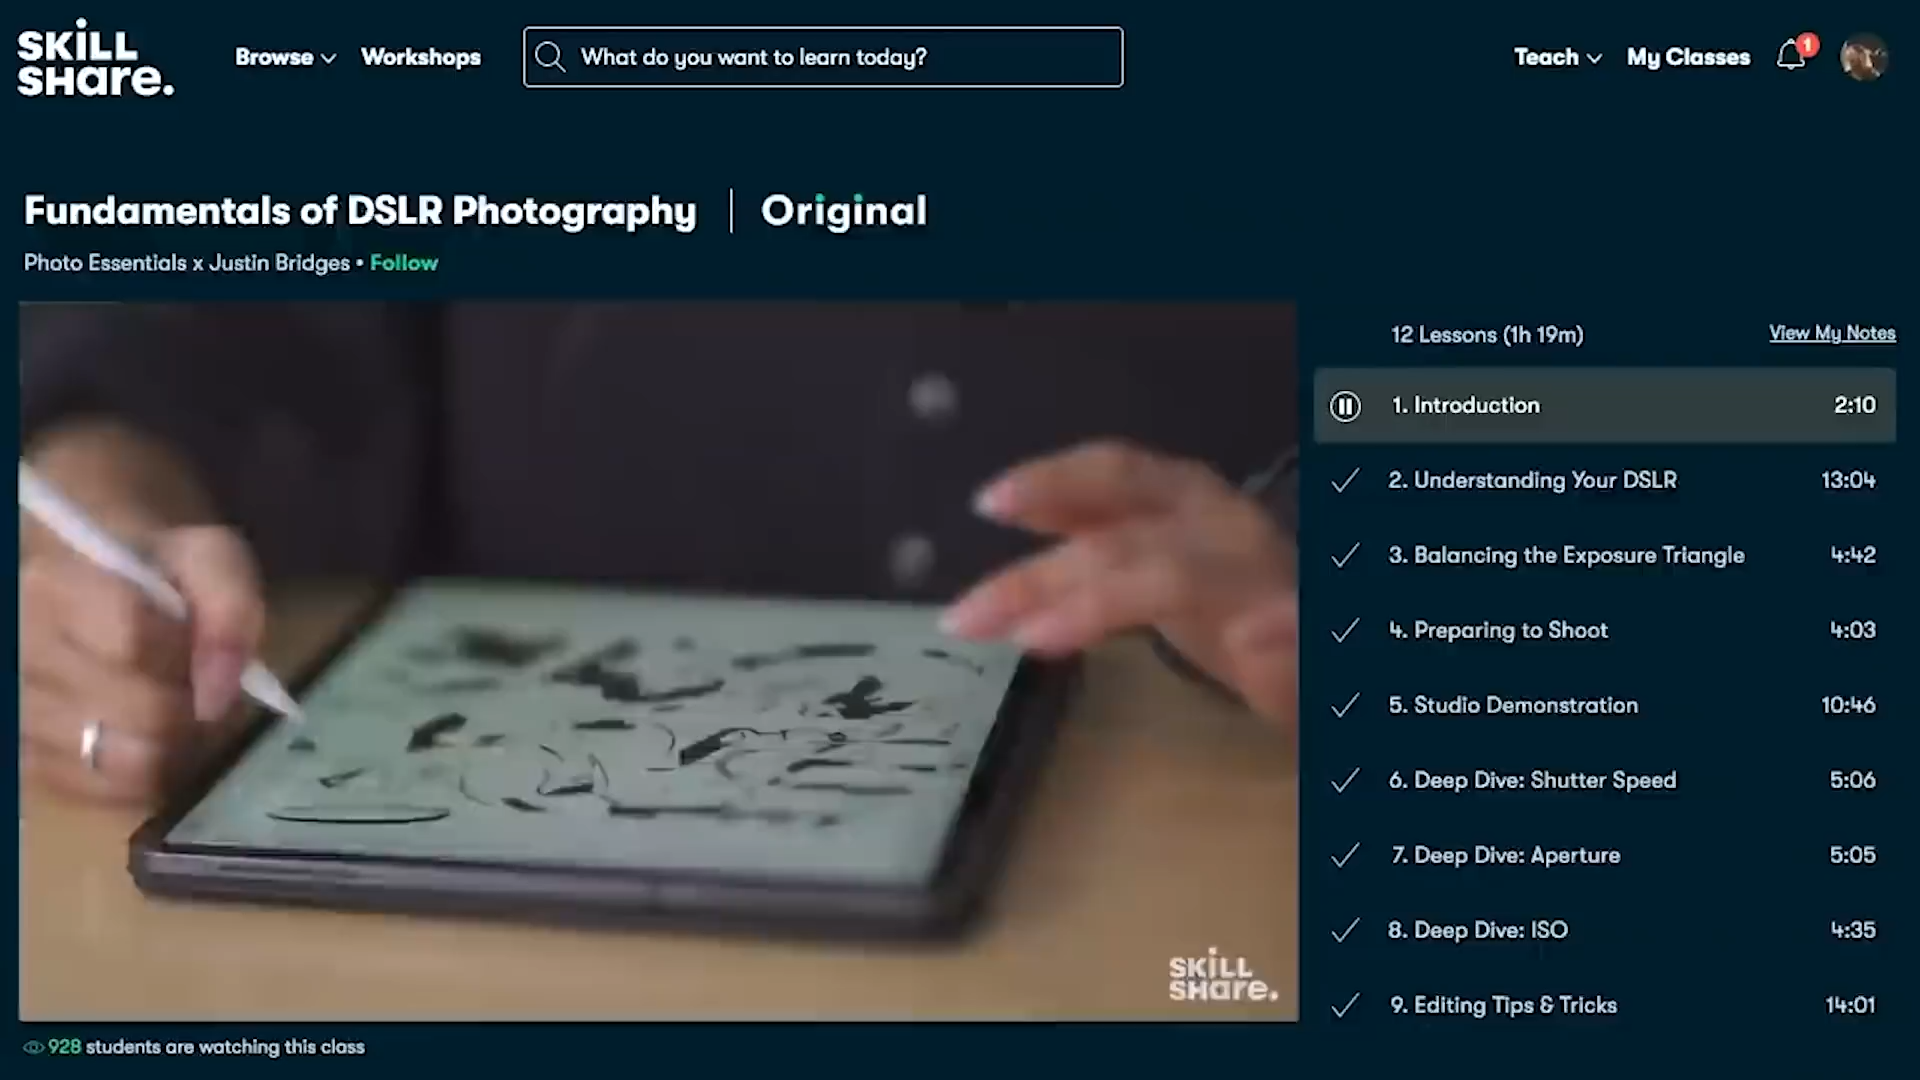 SKiLL
SHare.
Browse
Workshops
What do you want to learn today?
Teach
My Classes
1
Fundamentals of DSLR Photography | Original
Photo Essentials x Justin Bridges • Follow
12 Lessons (1h 19m)
View My Notes
1. Introduction 2:10
2. Understanding Your DSLR 13:04
3. Balancing the Exposure Triangle 4:42
4. Preparing to Shoot 4:03
5. Studio Demonstration 10:46
6. Deep Dive: Shutter Speed 5:06
7. Deep Dive: Aperture 5:05
8. Deep Dive: ISO 4:35
9. Editing Tips & Tricks 14:01
SKiLL
SHare.
928 students are watching this class